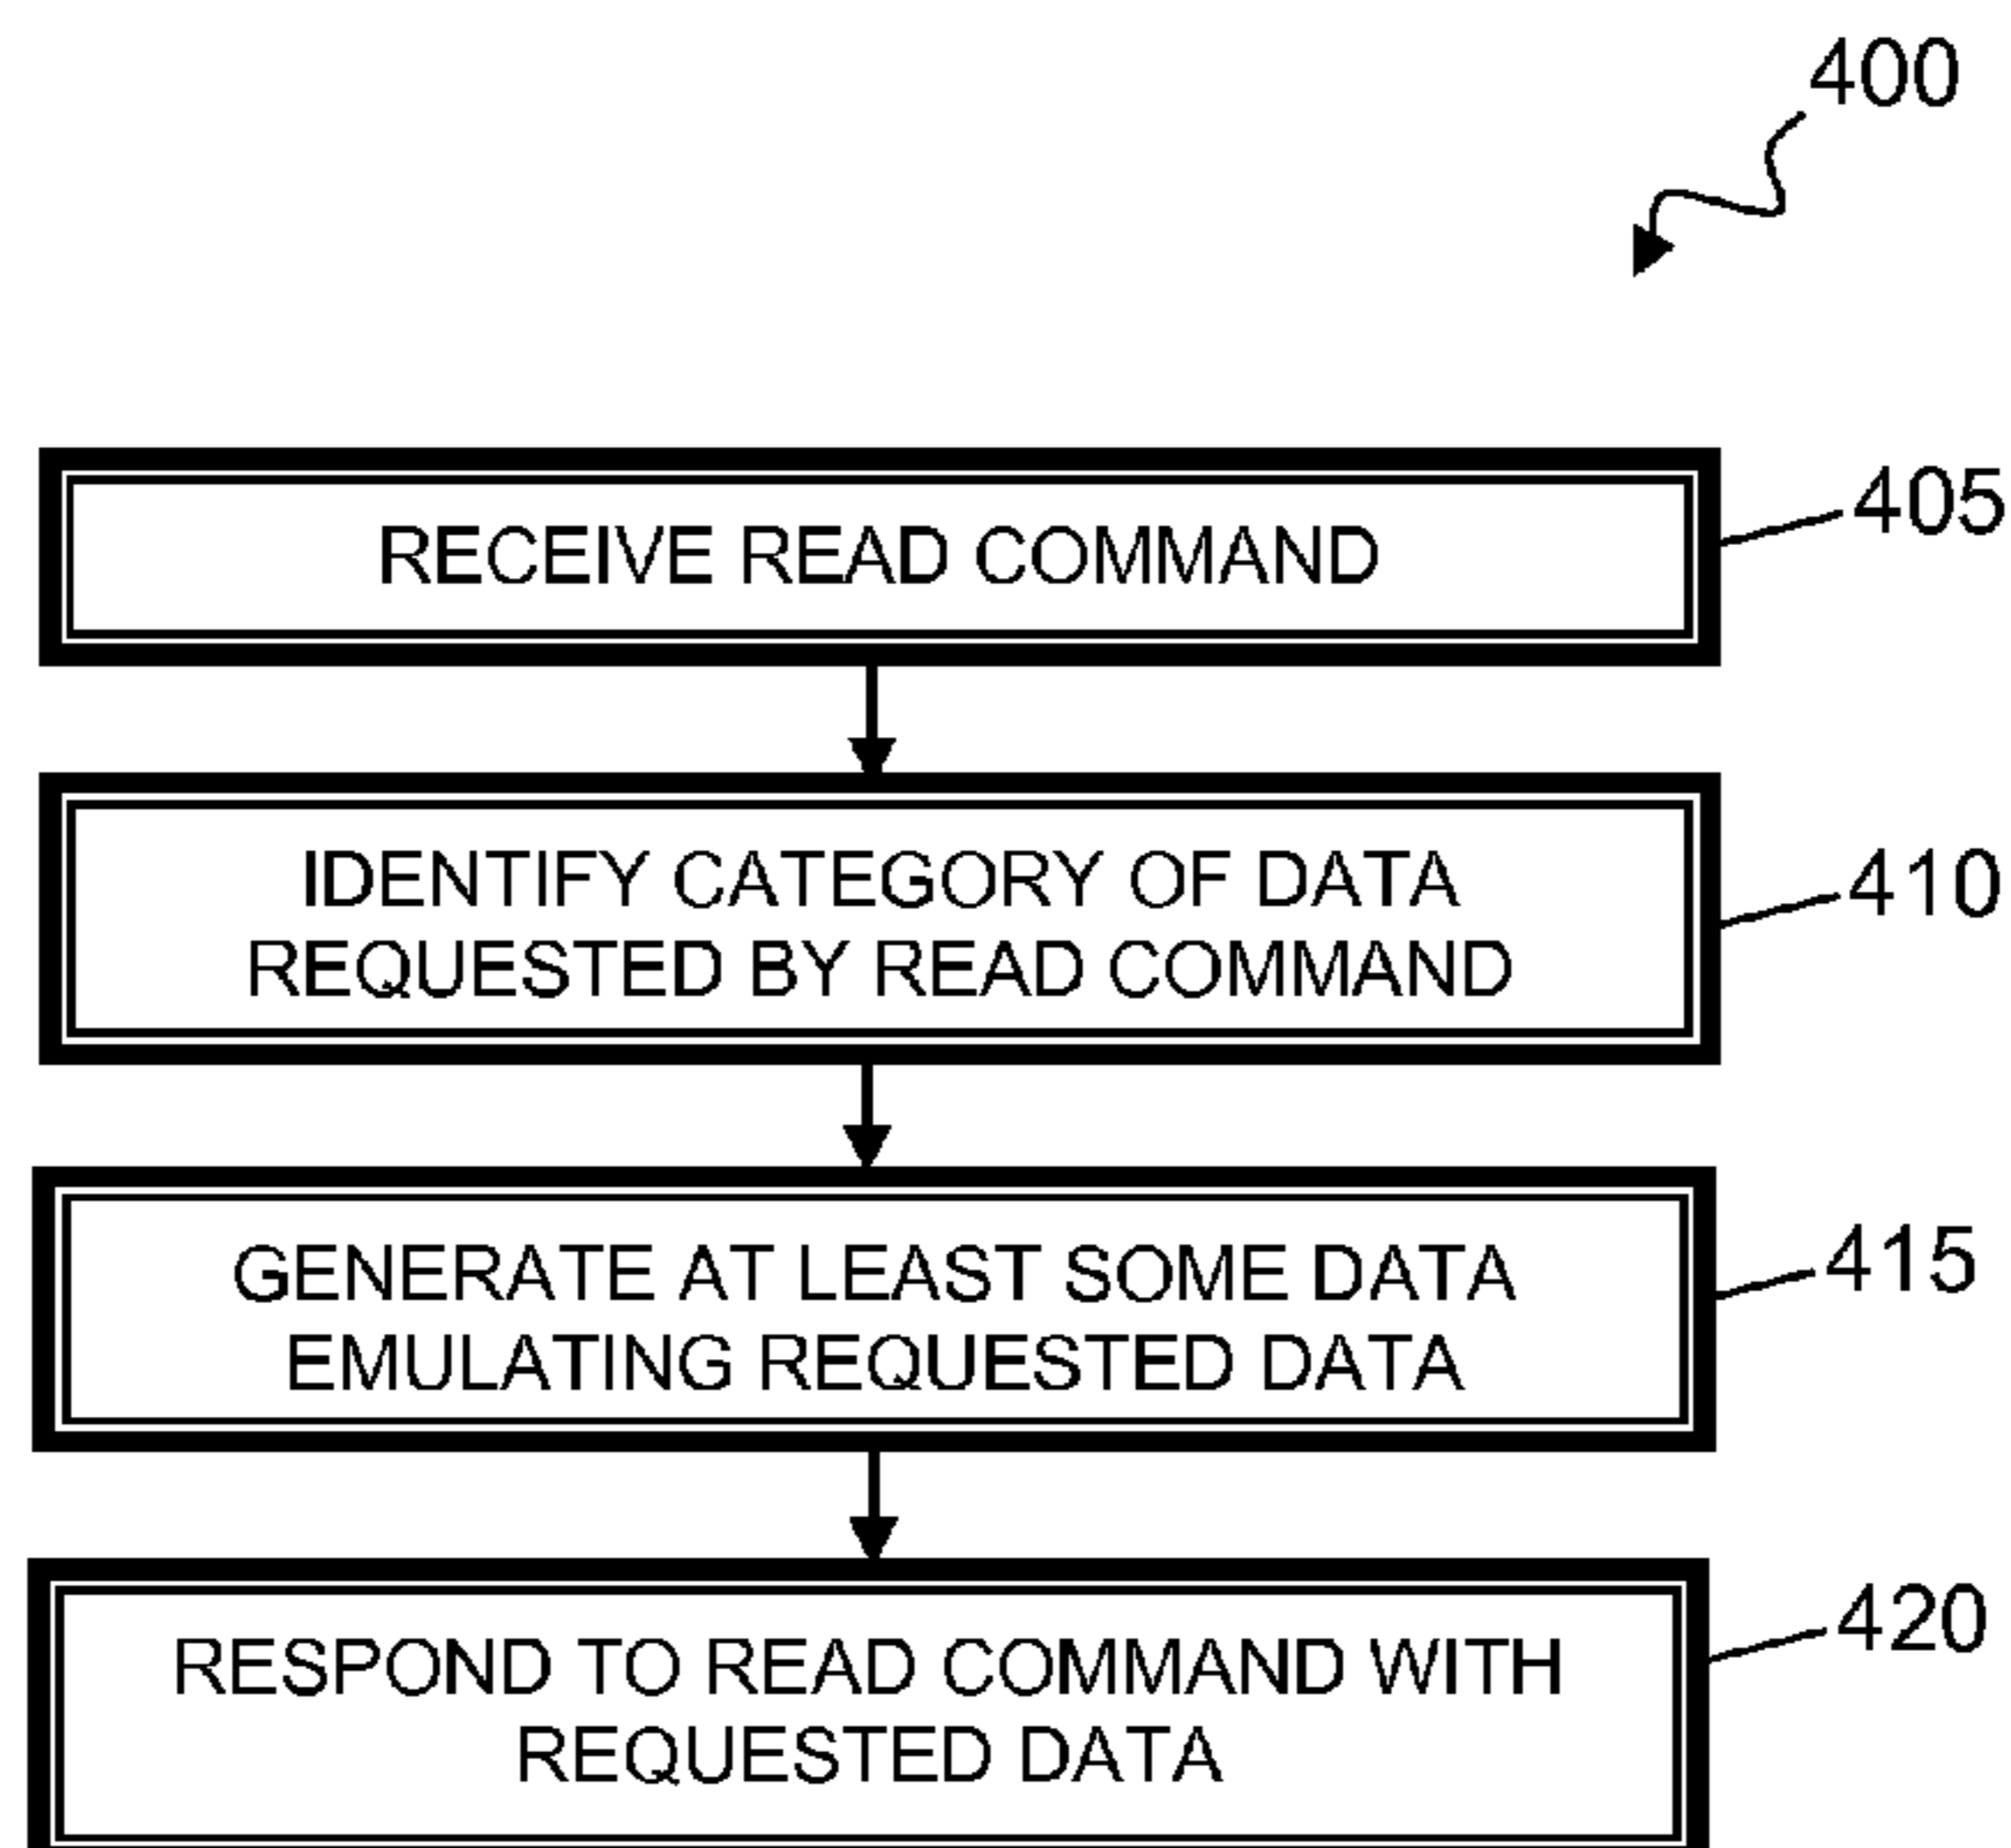 400
RECEIVE READ COMMAND
405
IDENTIFY CATEGORY OF DATA
REQUESTED BY READ COMMAND
410
GENERATE AT LEAST SOME DATA
EMULATING REQUESTED DATA
415
RESPOND TO READ COMMAND WITH
REQUESTED DATA
420